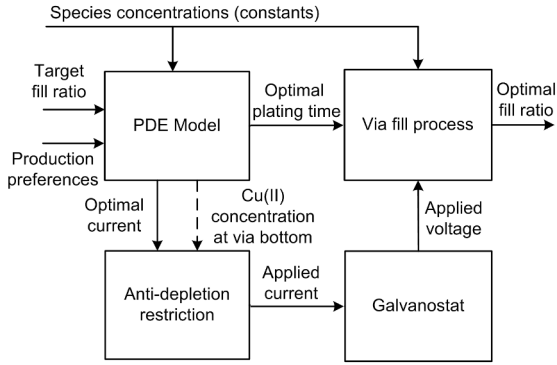 Species concentrations (constants)
Target
fill ratio
Production
preferences
PDE Model
Optimal
plating time
Via fill process
Optimal
fill ratio
Optimal
current
Cu(II)
concentration
at via bottom
Applied
voltage
Anti-depletion
restriction
Applied
current
Galvanostat